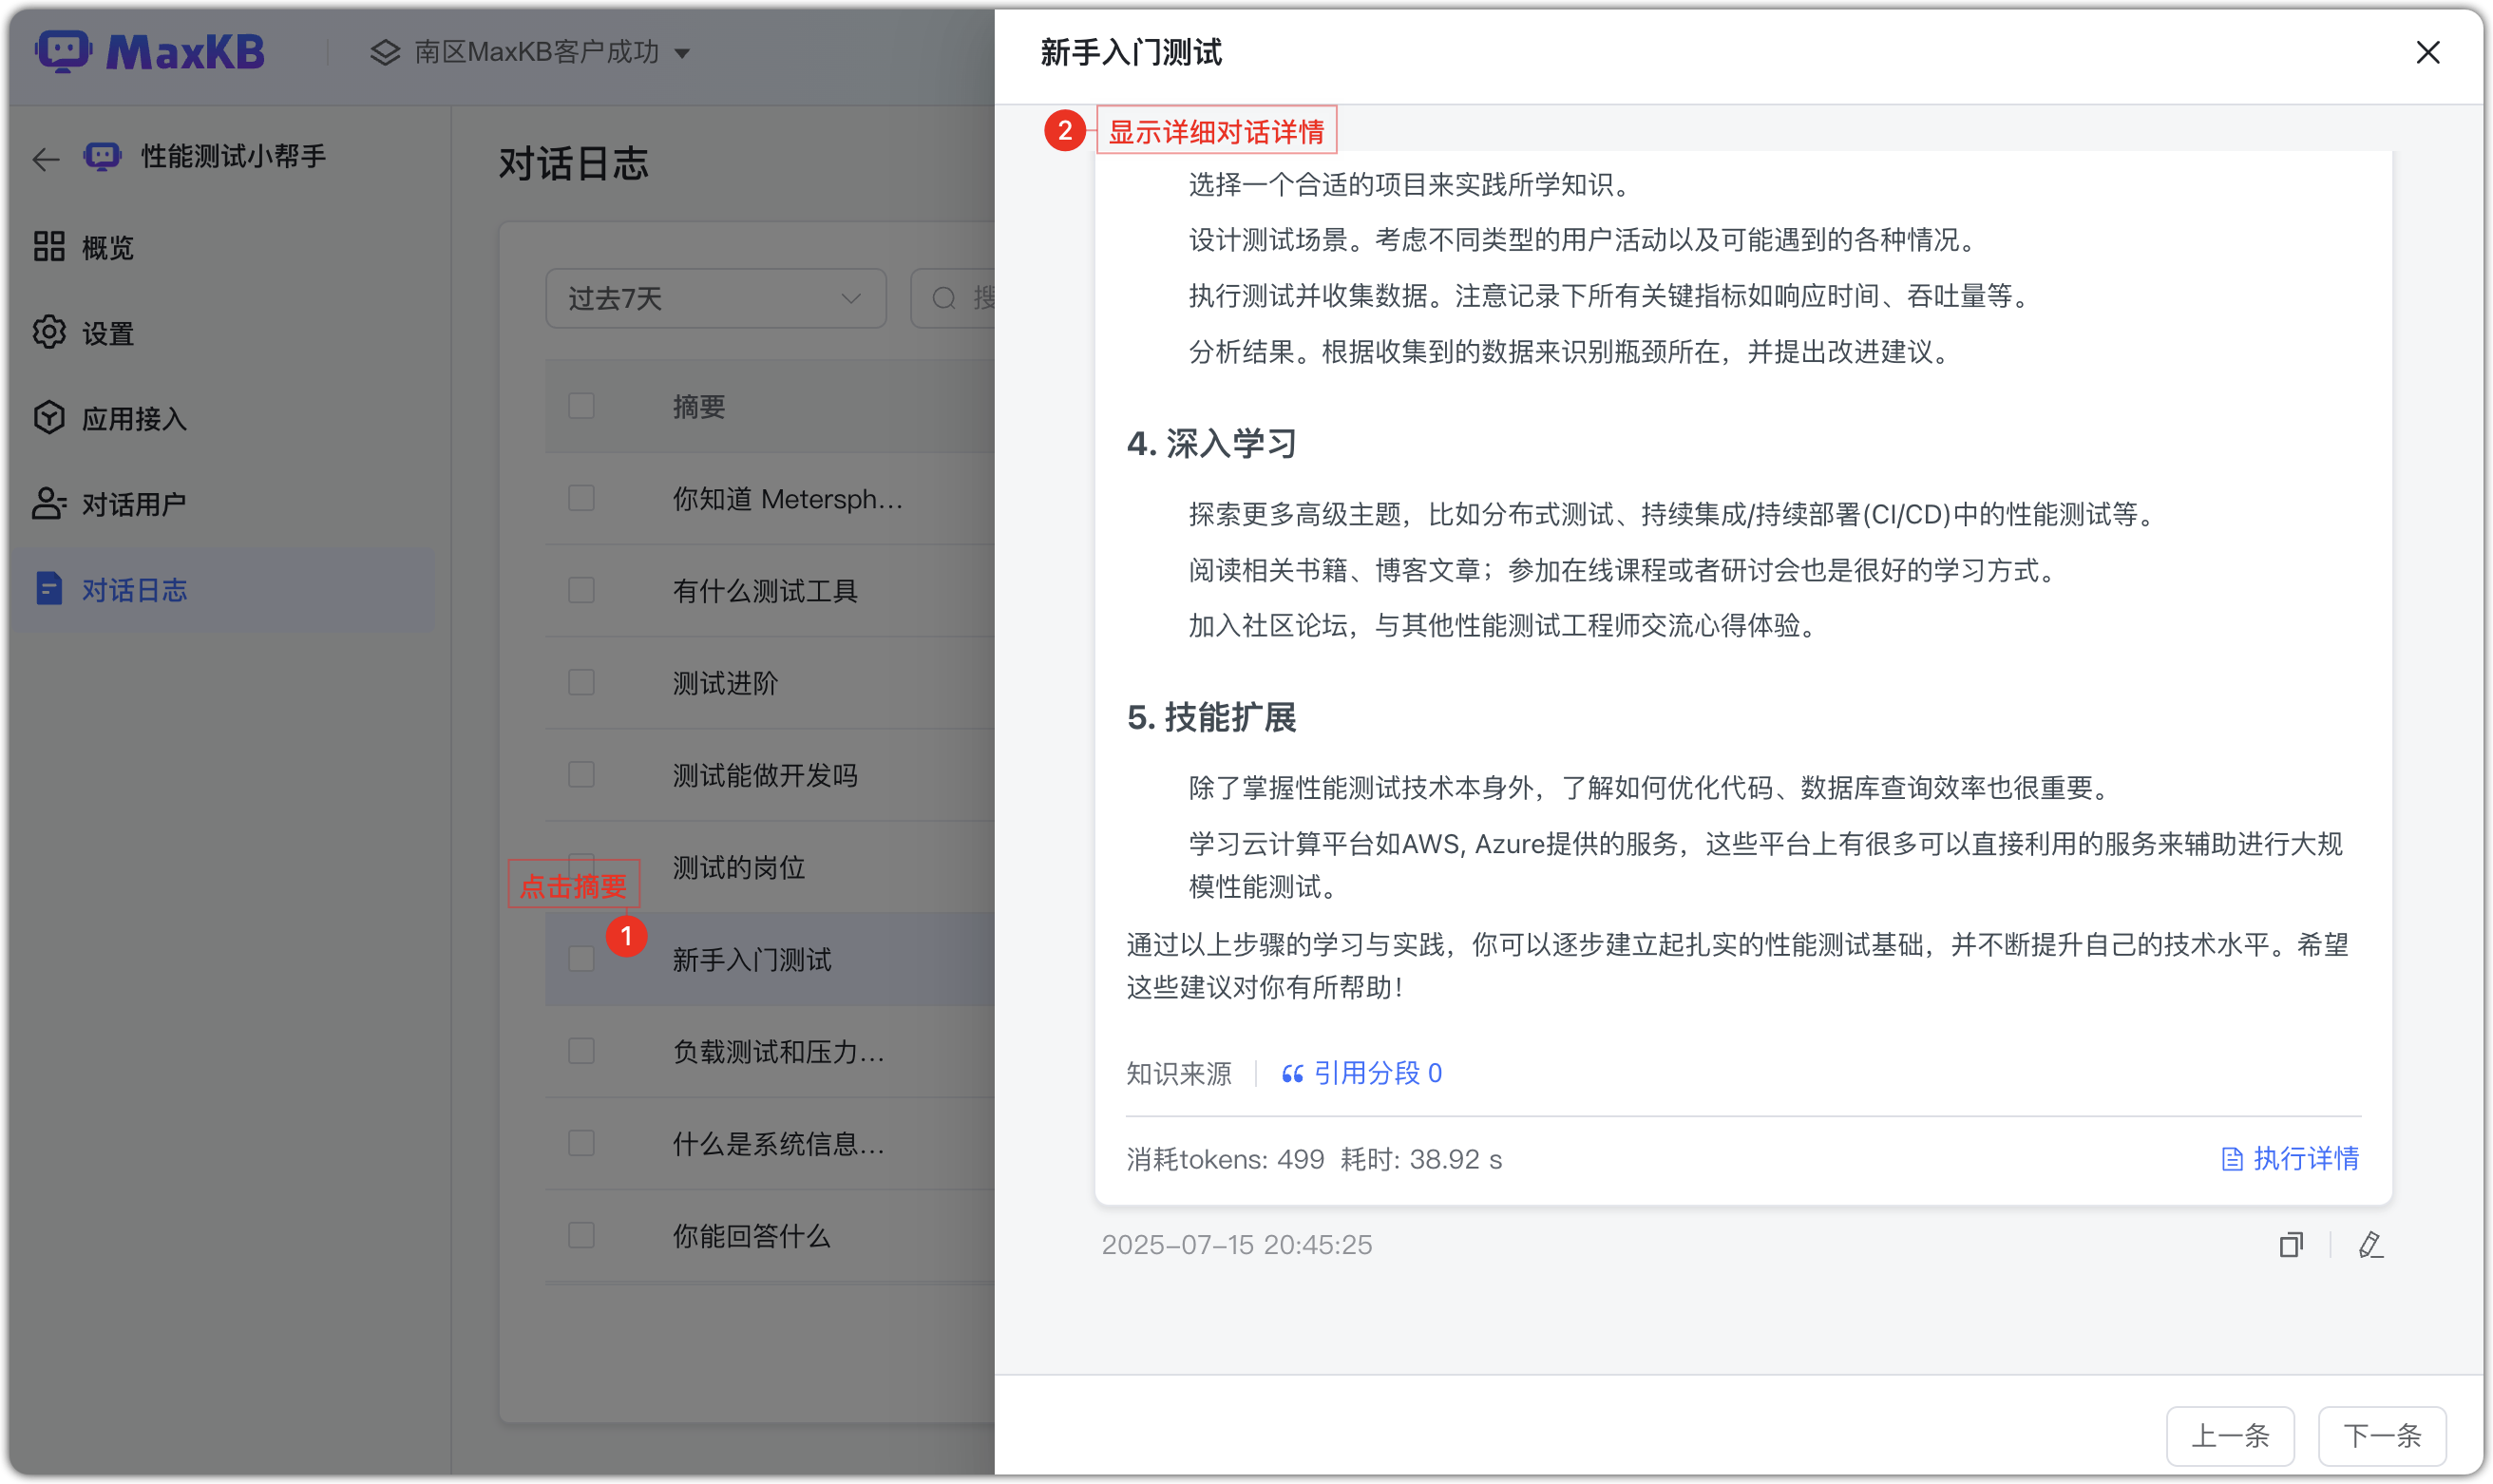 MaxKB
南区MaxKB客户成功
性能测试小帮手
概览
设置
应用接入
对话用户
对话日志
对话日志
过去7天
搜
摘要
你知道 Metersph...
有什么测试工具
测试进阶
测试能做开发吗
测试的岗位
点击摘要
1
新手入门测试
负载测试和压力...
什么是系统信息...
你能回答什么
新手入门测试
2
显示详细对话详情
选择一个合适的项目来实践所学知识。
设计测试场景。考虑不同类型的用户活动以及可能遇到的各种情况。
执行测试并收集数据。注意记录下所有关键指标如响应时间、吞吐量等。
分析结果。根据收集到的数据来识别瓶颈所在，并提出改进建议。
4. 深入学习
探索更多高级主题，比如分布式测试、持续集成/持续部署(CI/CD)中的性能测试等。
阅读相关书籍、博客文章；参加在线课程或者研讨会也是很好的学习方式。
加入社区论坛，与其他性能测试工程师交流心得体验。
5. 技能扩展
除了掌握性能测试技术本身外，了解如何优化代码、数据库查询效率也很重要。
学习云计算平台如AWS, Azure提供的服务，这些平台上有很多可以直接利用的服务来辅助进行大规
模性能测试。
通过以上步骤的学习与实践，你可以逐步建立起扎实的性能测试基础，并不断提升自己的技术水平。希望
这些建议对你有所帮助！
知识来源
引用分段 0
消耗tokens: 499 耗时: 38.92 s
执行详情
2025-07-15 20:45:25
上一条
下一条